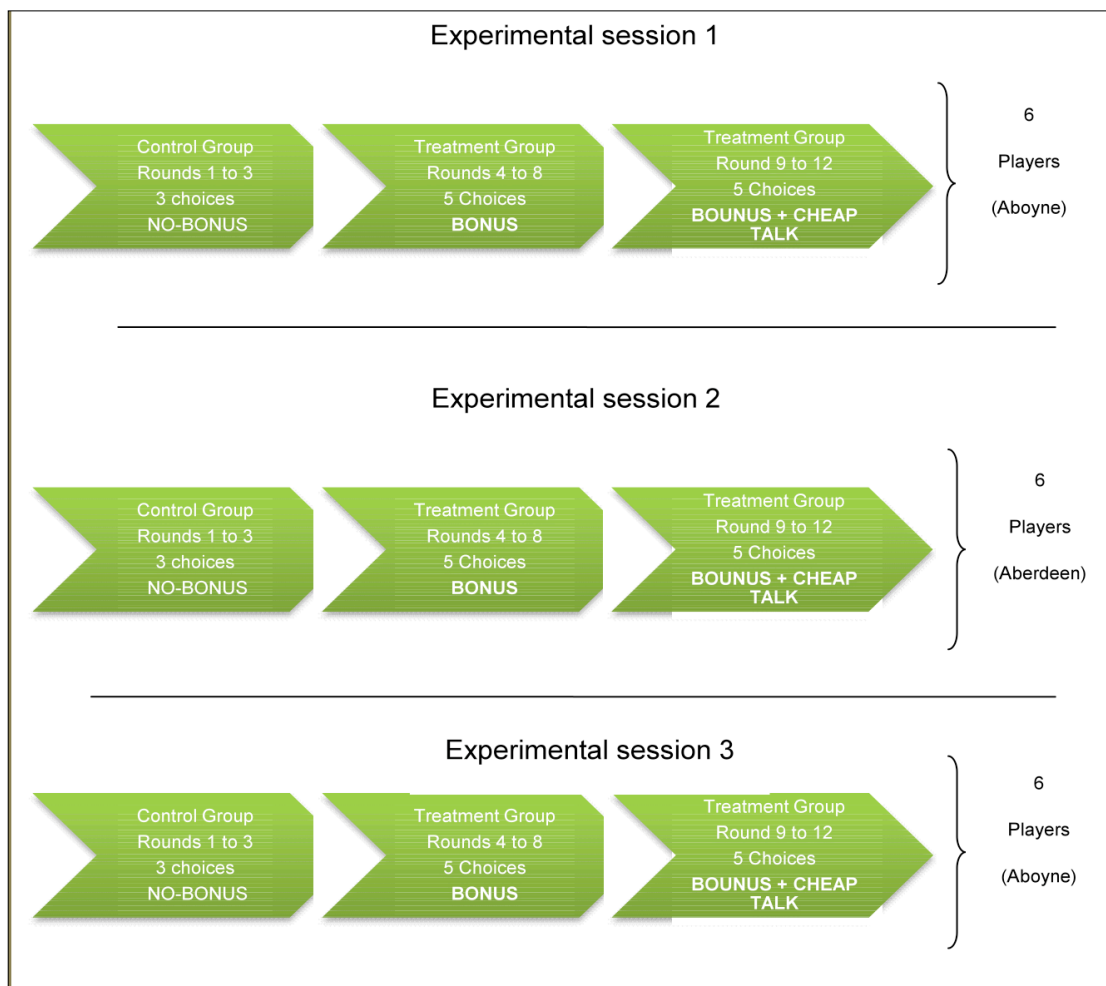 Experimental session 1
Control Group
Rounds 1 to 3
3 choices
NO-BONUS
Treatment Group
Rounds 4 to 8
5 Choices
BONUS
Treatment Group
Round 9 to 12
5 Choices
BOUNUS + CHEAP
TALK
6
Players
(Aboyne)
Experimental session 2
Control Group
Rounds 1 to 3
3 choices
NO-BONUS
Treatment Group
Rounds 4 to 8
5 Choices
BONUS
Treatment Group
Round 9 to 12
5 Choices
BOUNUS + CHEAP
TALK
6
Players
(Aberdeen)
Experimental session 3
Control Group
Rounds 1 to 3
3 choices
NO-BONUS
Treatment Group
Rounds 4 to 8
5 Choices
BONUS
Treatment Group
Round 9 to 12
5 Choices
BOUNUS + CHEAP
TALK
6
Players
(Aboyne)